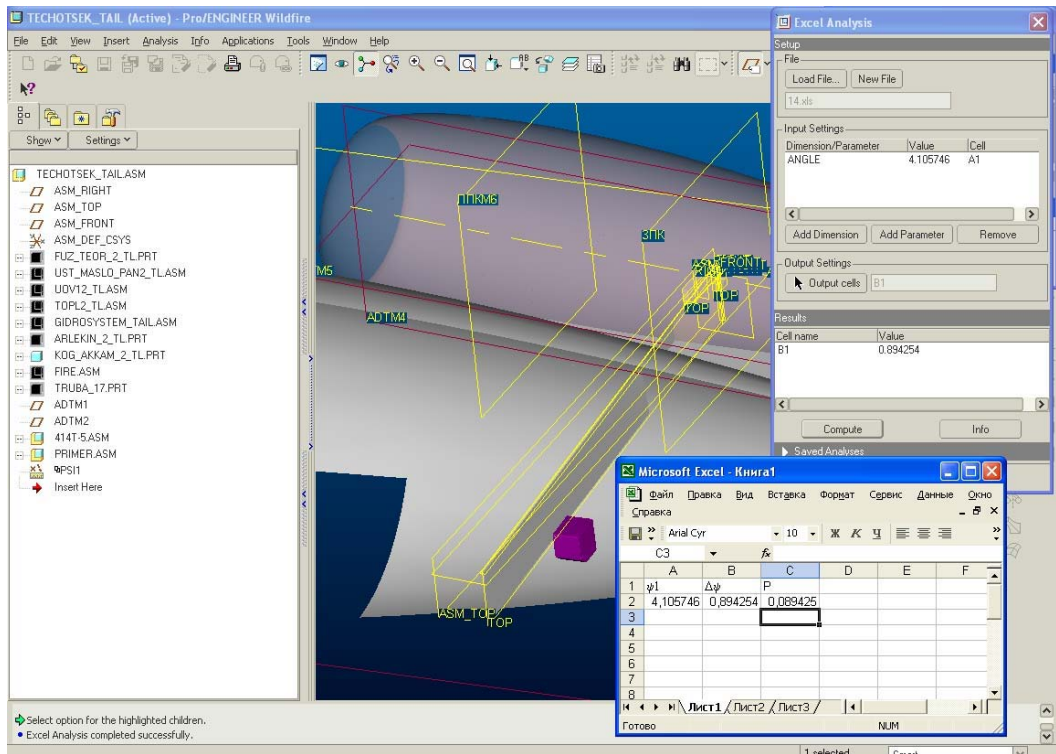 TECHOTSEK_TAIL (Active) - Pro/ENGINEER Wildfire
File Edit View Insert Analysis Info Applications Tools Window Help
Show Settings
TECHOTSEK_TAIL.ASM
ASM_RIGHT
ASM_TOP
ASM_FRONT
ASM_DEF_CSYS
FUZ_TEOR_2_TL.PRT
UST_MASLO_PAN2_TL.ASM
UOV12_TL.ASM
TOPL2_TL.ASM
GIDROSYSTEM_TAIL.ASM
ARLEKIN_2_TL.PRT
KOG_AKKAM_2_TL.PRT
FIRE.ASM
TRUBA_17.PRT
ADTM1
ADTM2
414T-5.ASM
PRIMER.ASM
PSI1
Insert Here
ППКМ6
ЗПК
M5
ADTM4
FRONT
TOP
TOP
ASM_TOP
TOP
Excel Analysis
Setup
File
Load File... New File
14.xls
Input Settings
Dimension/Parameter Value Cell
ANGLE 4.105746 A1
Add Dimension Add Parameter Remove
Output Settings
Output cells B1
Results
Cell name Value
B1 0.894254
Compute Info
Saved Analyses
Microsoft Excel - Книга1
Файл Правка Вид Вставка Формат Сервис Данные Окно
Справка
Arial Cyr 10 Ж К Ч
C3 fx
A B C D E F
1 ψ1 Δψ P
2 4,105746 0,894254 0,089425
3
4
5
6
7
8
Лист1 Лист2 Лист3
Готово NUM
Select option for the highlighted children.
Excel Analysis completed successfully.
1 selected Smart